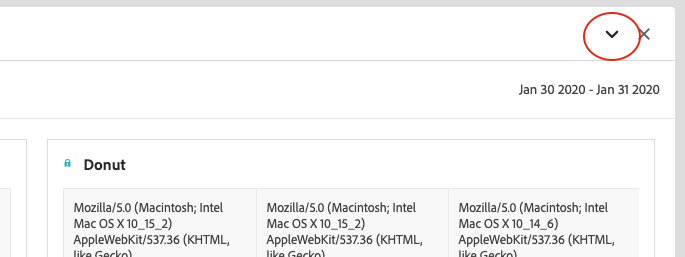 Jan 30 2020 - Jan 31 2020
Donut
Mozilla/5.0 (Macintosh; Intel
Mac OS X 10_15_2)
AppleWebKit/537.36 (KHTML,
like Gecko)
Mozilla/5.0 (Macintosh; Intel
Mac OS X 10_15_2)
AppleWebKit/537.36 (KHTML,
like Gecko)
Mozilla/5.0 (Macintosh; Intel
Mac OS X 10_14_6)
AppleWebKit/537.36 (KHTML,
like Gecko)